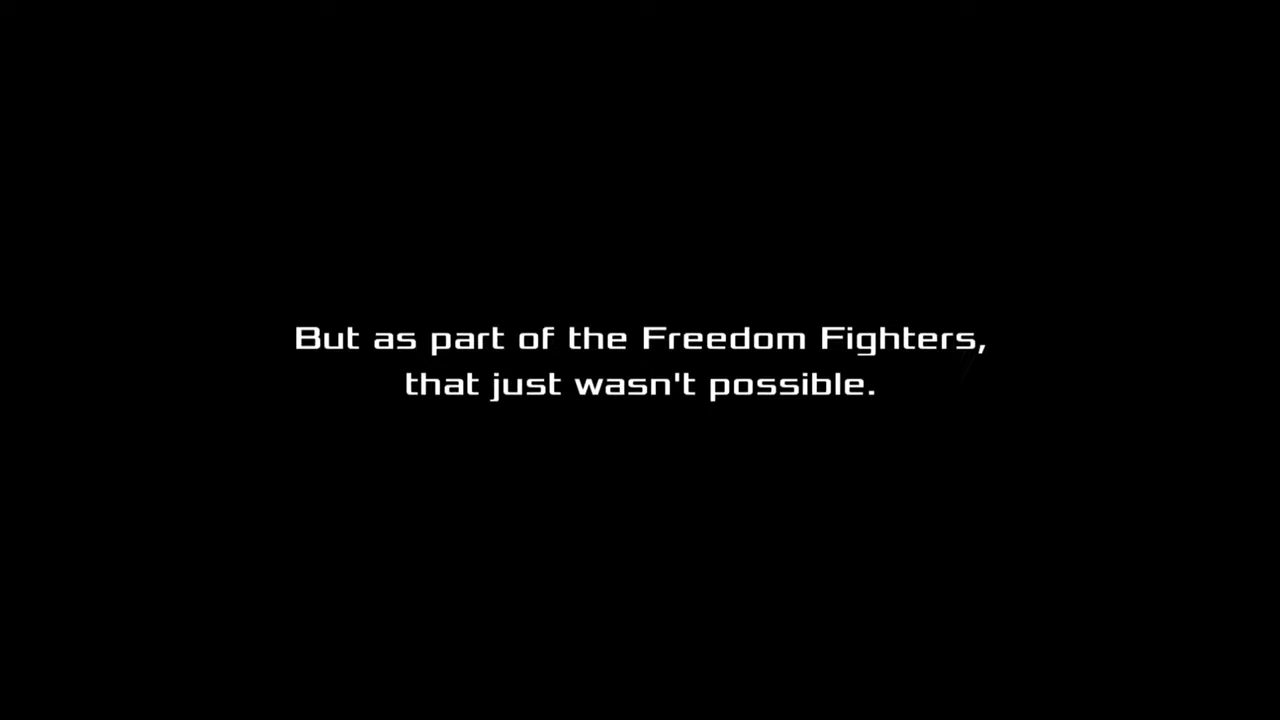 But as part of the Freedom Fighters,
that just wasn't possible.